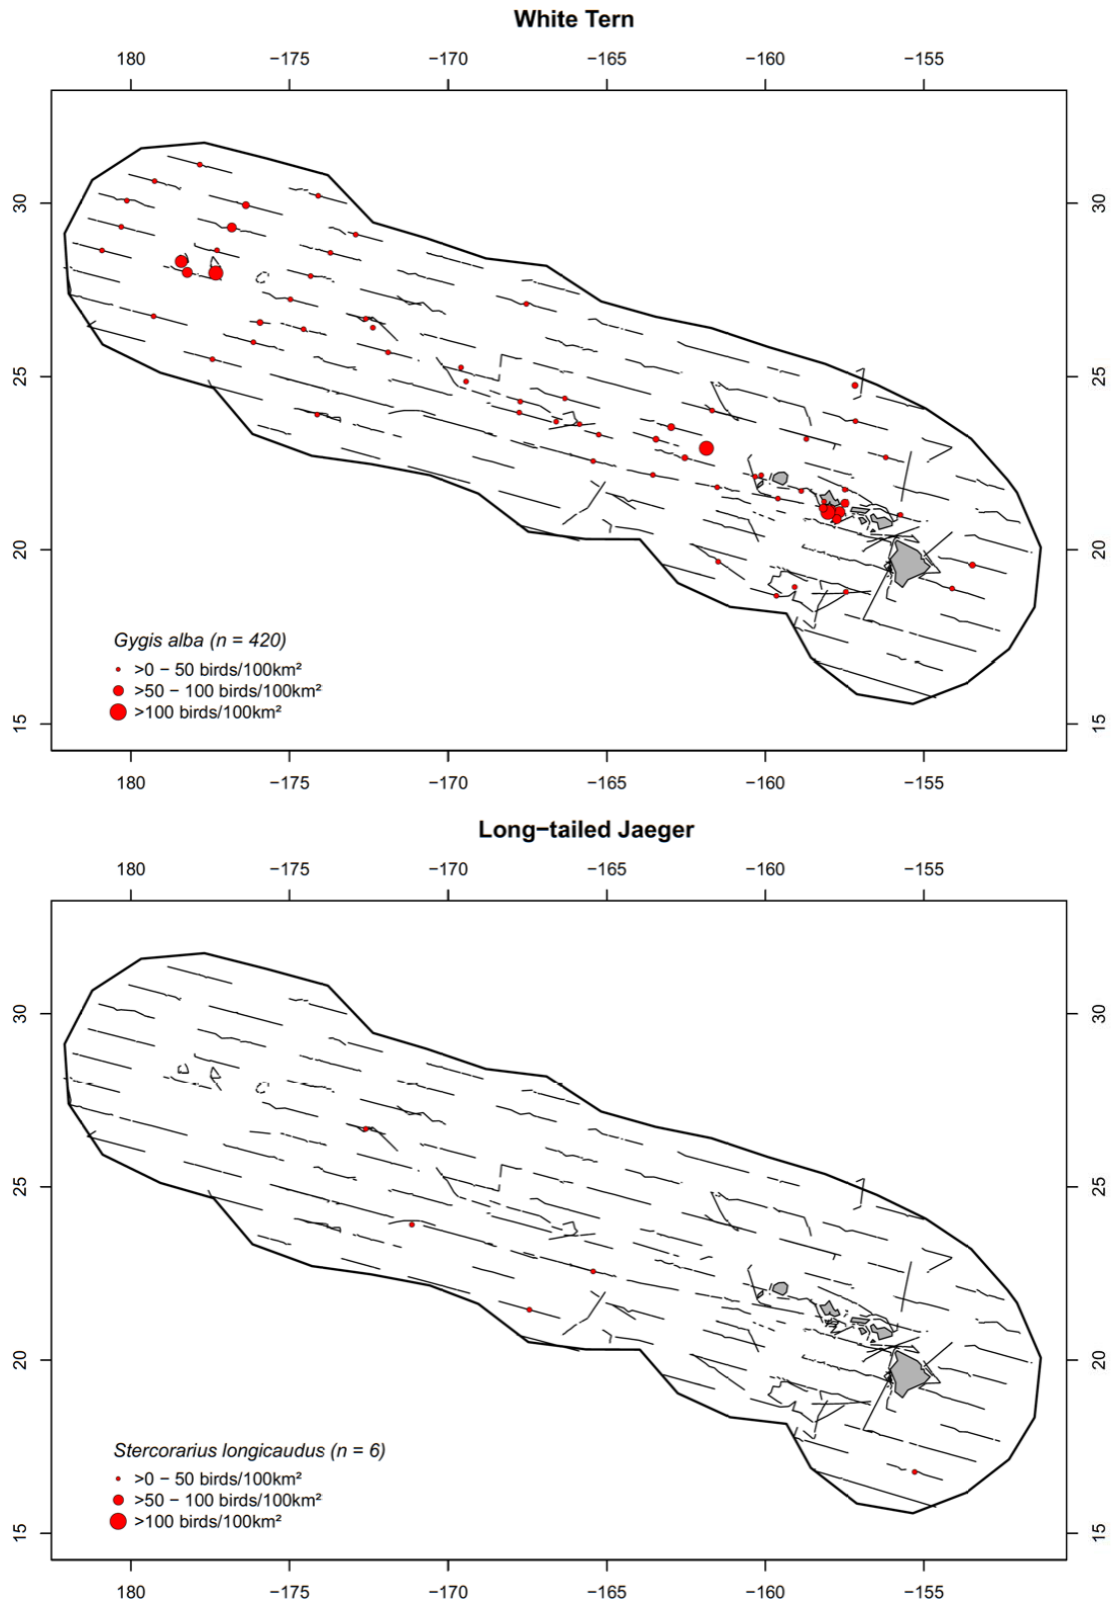 White Tern
180 −175 −170 −165 −160 −155
30 30
25 25
20 20
Gygis alba (n = 420)
>0 − 50 birds/100km²
>50 − 100 birds/100km²
>100 birds/100km²
15 15
180 −175 −170 −165 −160 −155
Long−tailed Jaeger
180 −175 −170 −165 −160 −155
30 30
25 25
20 20
Stercorarius longicaudus (n = 6)
>0 − 50 birds/100km²
>50 − 100 birds/100km²
>100 birds/100km²
15 15
180 −175 −170 −165 −160 −155